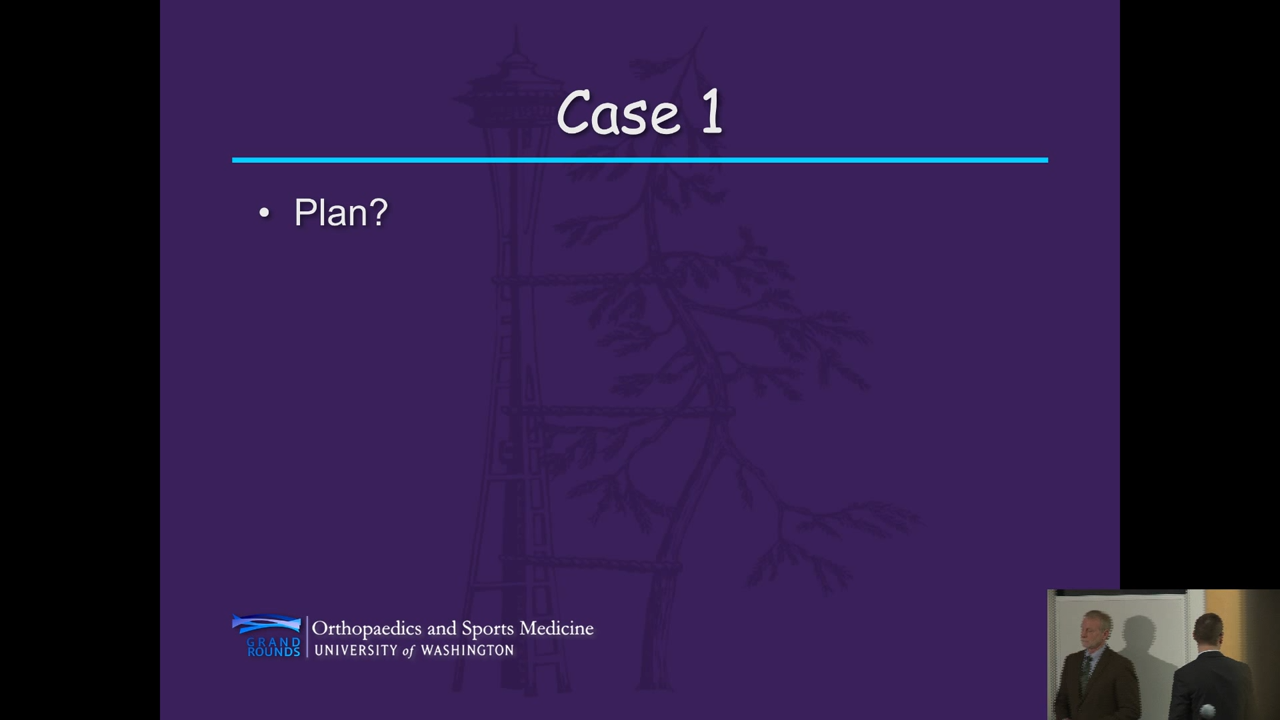 Case 1
• Plan?
GRAND
ROUNDS
Orthopaedics and Sports Medicine
UNIVERSITY of WASHINGTON